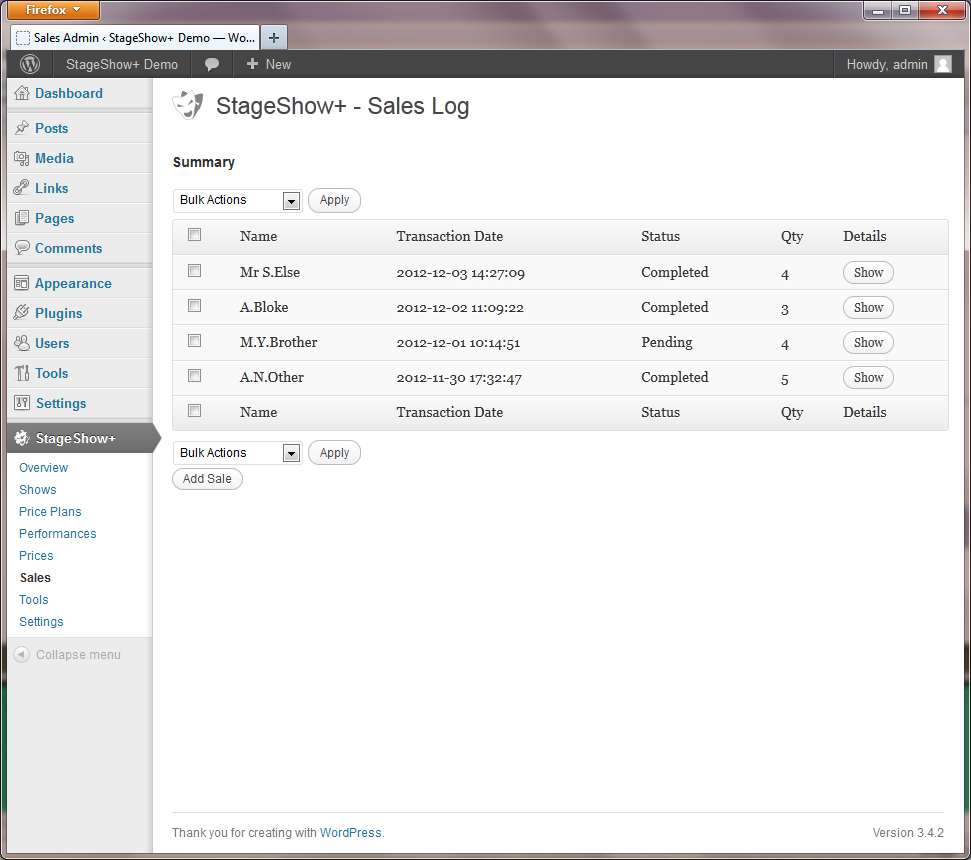 Firefox
Sales Admin ‹ StageShow+ Demo — Wo...
StageShow+ Demo + New Howdy, admin
Dashboard
Posts
Media
Links
Pages
Comments
Appearance
Plugins
Users
Tools
Settings
StageShow+
Overview
Shows
Price Plans
Performances
Prices
Sales
Tools
Settings
Collapse menu
StageShow+ - Sales Log
Summary
Bulk Actions Apply
Name Transaction Date Status Qty Details
Mr S.Else 2012-12-03 14:27:09 Completed 4 Show
A.Bloke 2012-12-02 11:09:22 Completed 3 Show
M.Y.Brother 2012-12-01 10:14:51 Pending 4 Show
A.N.Other 2012-11-30 17:32:47 Completed 5 Show
Name Transaction Date Status Qty Details
Bulk Actions Apply
Add Sale
Thank you for creating with WordPress. Version 3.4.2